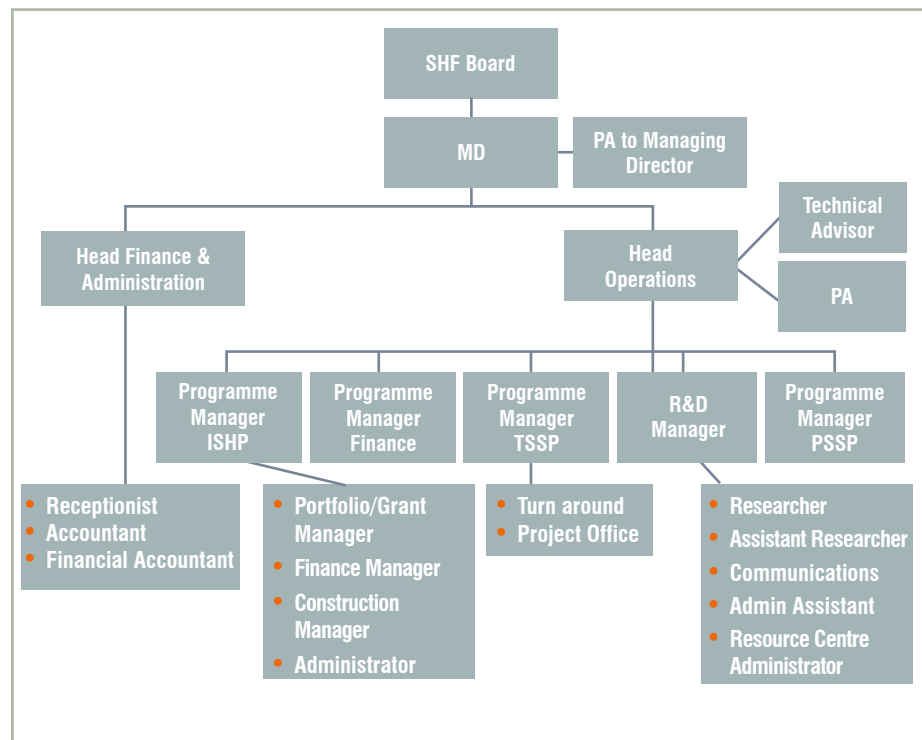 SHF Board
MD
PA to Managing
Director
Technical
Advisor
Head Finance &
Administration
Head
Operations
PA
Programme
Manager
ISHP
Programme
Manager
Finance
Programme
Manager
TSSP
R&D
Manager
Programme
Manager
PSSP
• Receptionist
• Accountant
• Financial Accountant
• Portfolio/Grant
Manager
• Finance Manager
• Construction
Manager
• Administrator
• Turn around
• Project Office
• Researcher
• Assistant Researcher
• Communications
• Admin Assistant
• Resource Centre
Administrator